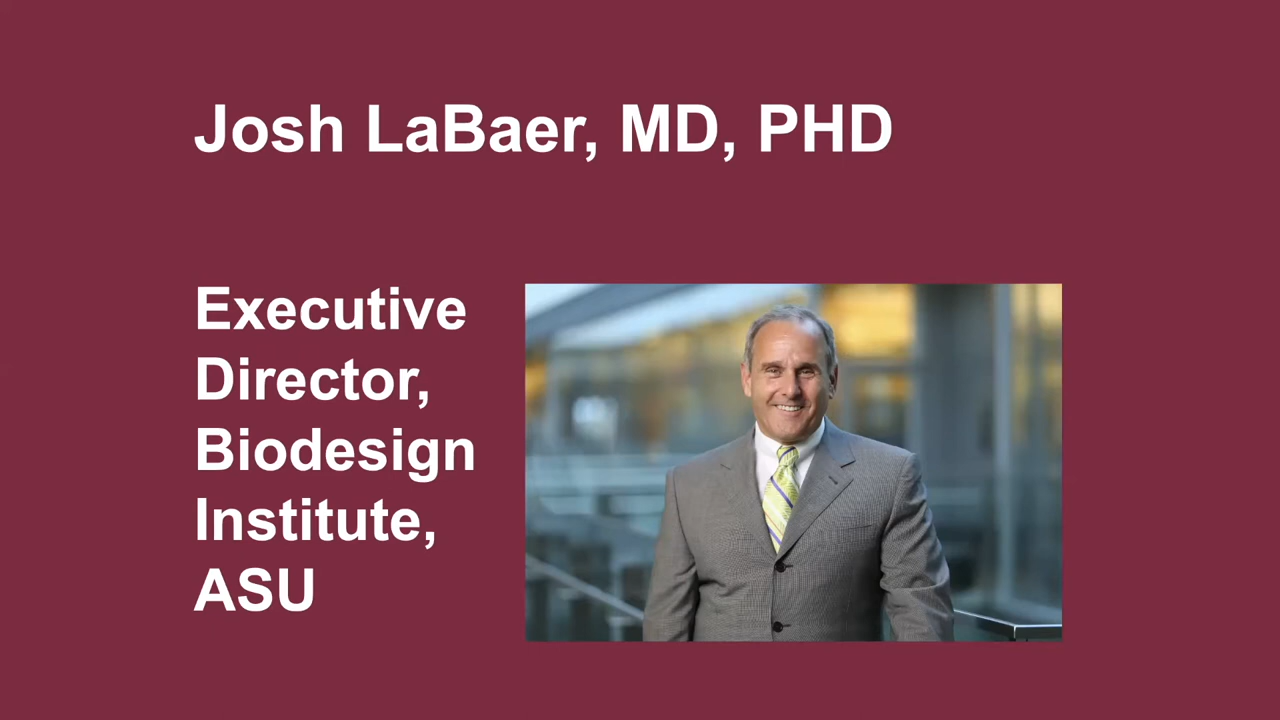 Josh LaBaer, MD, PHD
Executive
Director,
Biodesign
Institute,
ASU